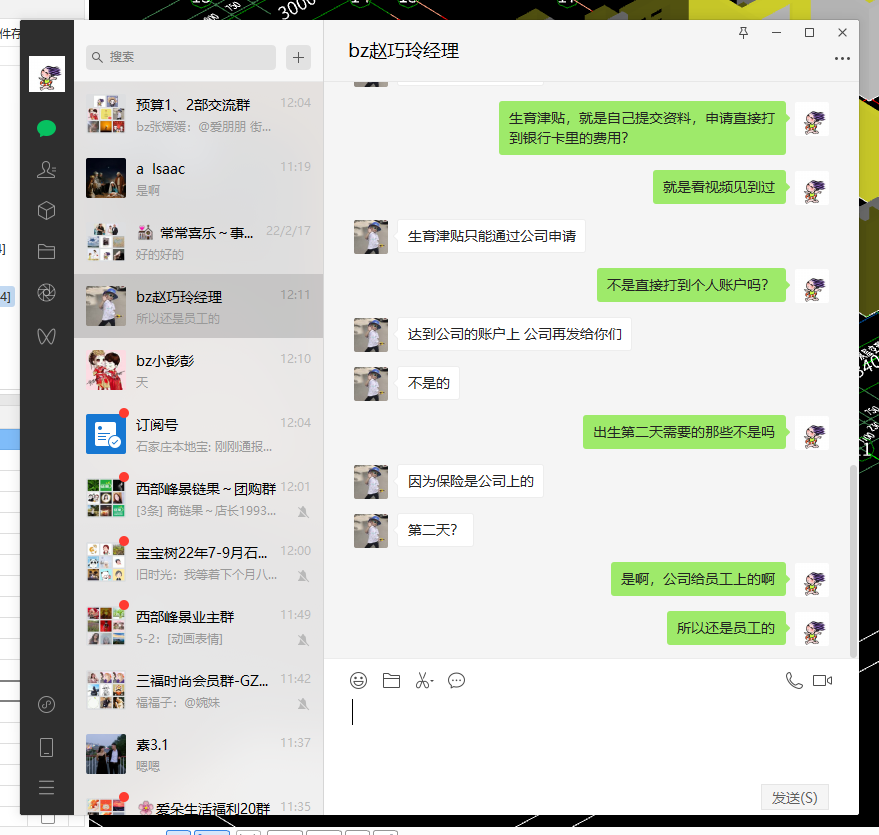 件存
搜索
预算1、2部交流群 12:04
bz张媛媛：@爱朋朋 街...
a Isaac 11:19
是啊
常常喜乐～事... 22/2/17
好的好的
bz赵巧玲经理 12:11
所以还是员工的
bz小彭彭 12:10
天
订阅号 12:04
石家庄本地宝: 刚刚通报...
西部峰景链果～团购群 12:01
[3条] 商链果～店长1993...
宝宝树22年7-9月石... 12:00
旧时光：我等着下个月八...
西部峰景业主群 11:49
5-2：[动画表情]
三福时尚会员群-GZ... 11:42
福福子：@婉妹
素3.1 11:37
嗯嗯
爱朵生活福利20群 11:35
bz赵巧玲经理
生育津贴，就是自己提交资料，申请直接打
到银行卡里的费用？
就是看视频见到过
生育津贴只能通过公司申请
不是直接打到个人账户吗？
达到公司的账户上 公司再发给你们
不是的
出生第二天需要的那些不是吗
因为保险是公司上的
第二天？
是啊，公司给员工上的啊
所以还是员工的
发送(S)
3000
750
4]